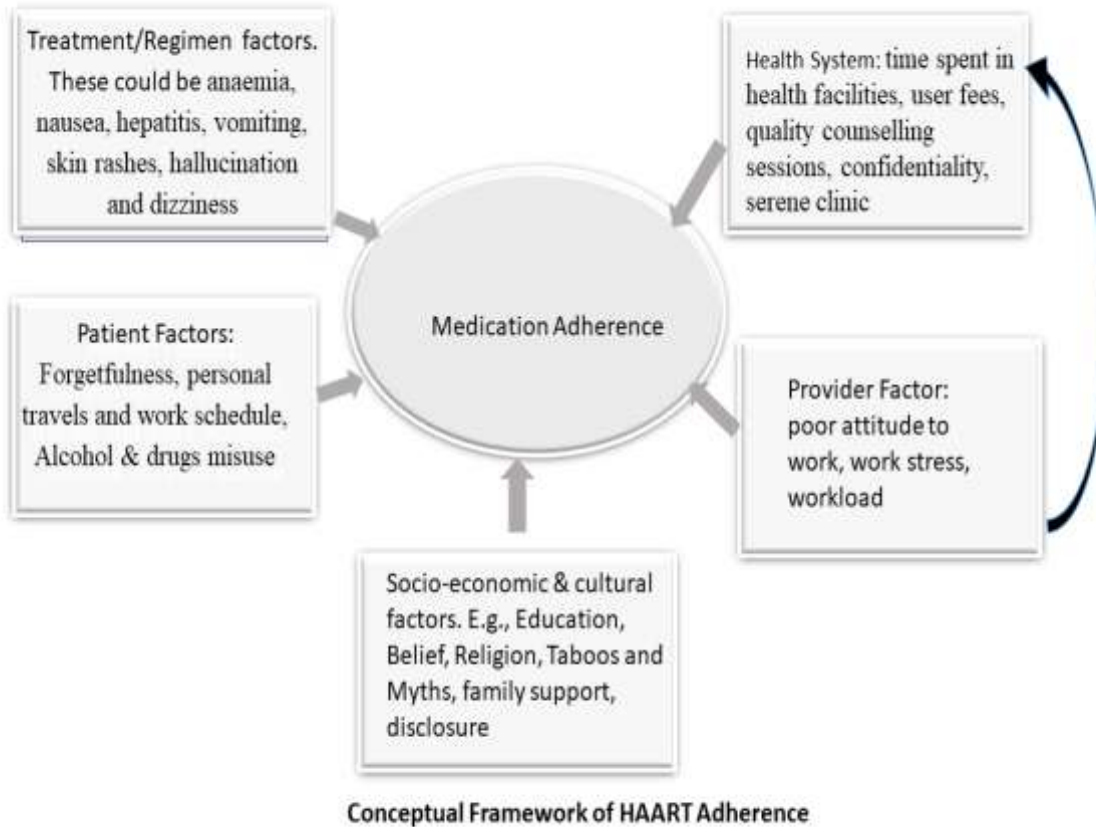 Treatment/Regimen factors.
These could be anaemia,
nausea, hepatitis, vomiting,
skin rashes, hallucination
and dizziness
Health System: time spent in
health facilities, user fees,
quality counselling
sessions, confidentiality,
serene clinic
Medication Adherence
Patient Factors:
Forgetfulness, personal
travels and work schedule,
Alcohol & drugs misuse
Provider Factor:
poor attitude to
work, work stress,
workload
Socio-economic & cultural
factors. E.g., Education,
Belief, Religion, Taboos and
Myths, family support,
disclosure
Conceptual Framework of HAART Adherence